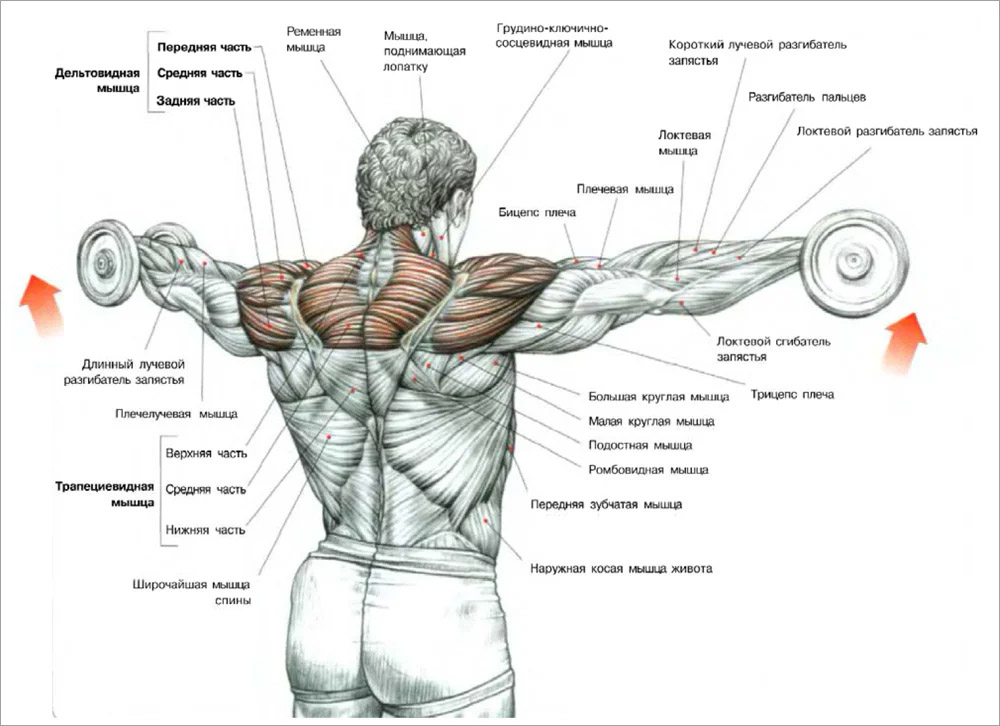 Дельтовидная
мышца
Передняя часть
Средняя часть
Задняя часть
Ременная
мышца
Мышца,
поднимающая
лопатку
Грудино-ключично-
сосцевидная мышца
Короткий лучевой разгибатель
запястья
Разгибатель пальцев
Локтевой разгибатель запястья
Локтевая
мышца
Плечевая мышца
Бицепс плеча
Длинный лучевой
разгибатель запястья
Плечелучевая мышца
Трапециевидная
мышца
Верхняя часть
Средняя часть
Нижняя часть
Широчайшая мышца
спины
Локтевой сгибатель
запястья
Трицепс плеча
Большая круглая мышца
Малая круглая мышца
Подостная мышца
Ромбовидная мышца
Передняя зубчатая мышца
Наружная косая мышца живота